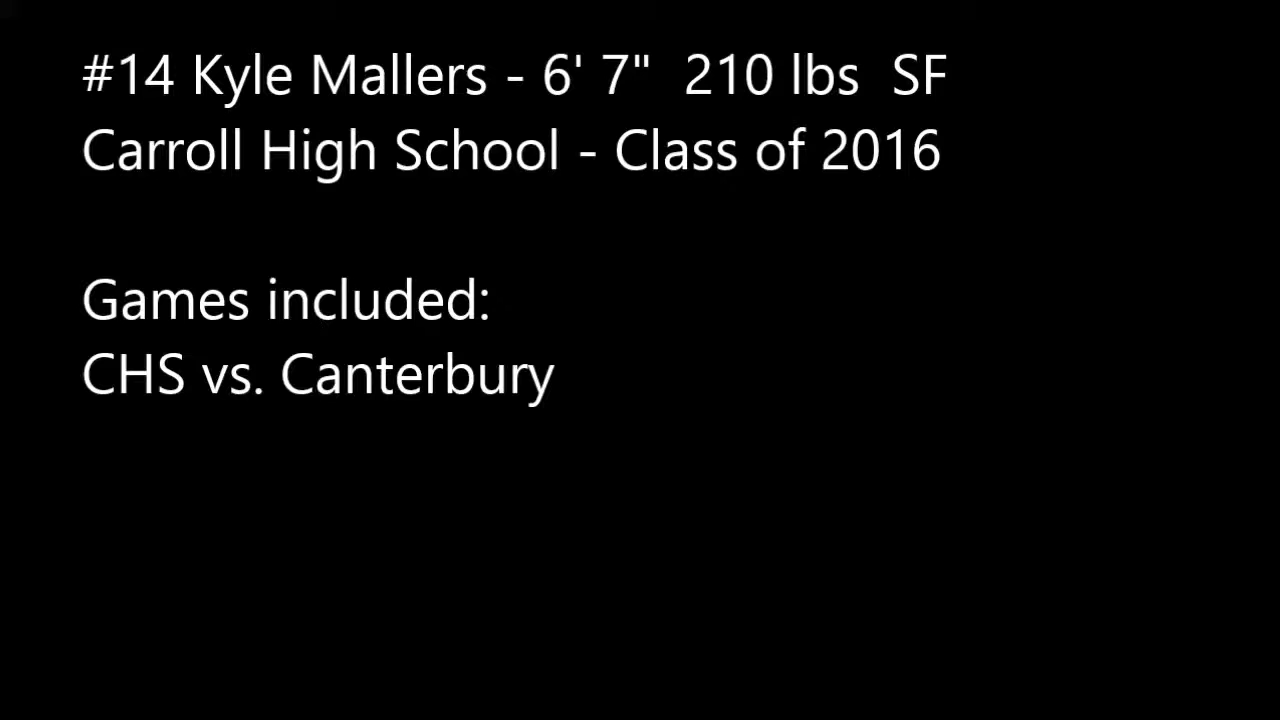 #14 Kyle Mallers - 6' 7"  210 lbs  SF
Carroll High School - Class of 2016
Games included:
CHS vs. Canterbury